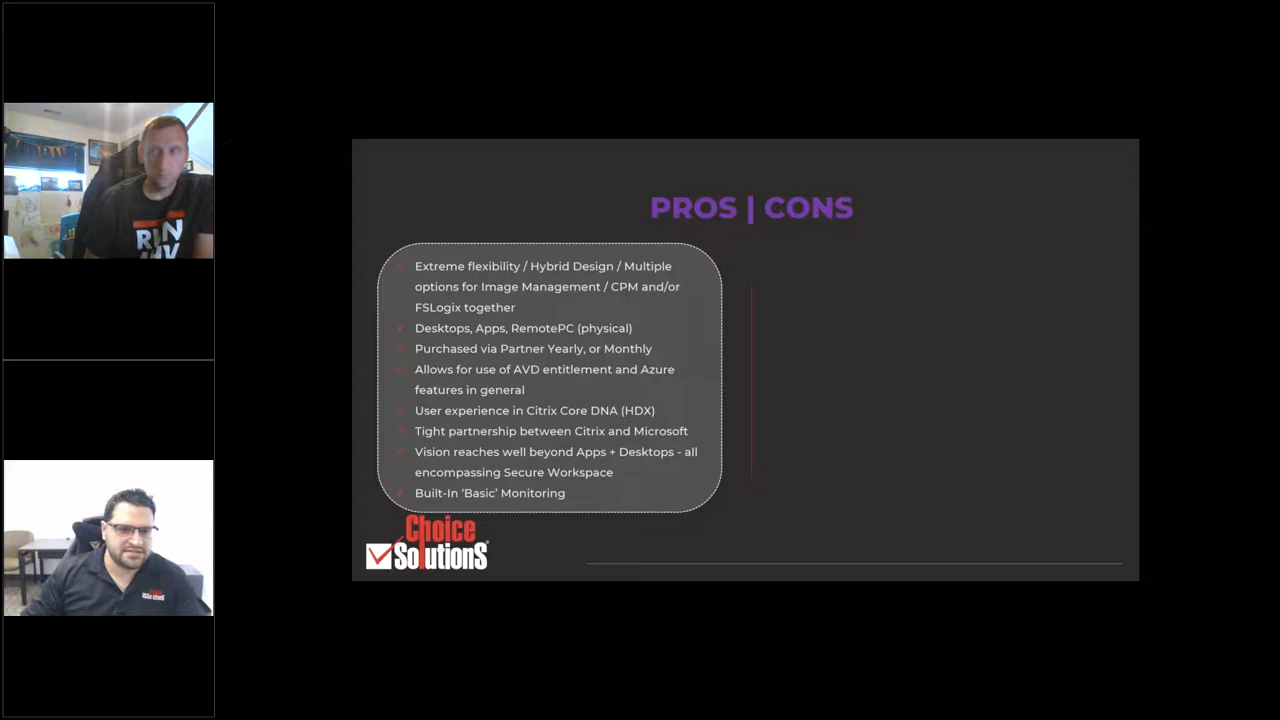 RUN
PROS | CONS
Extreme flexibility / Hybrid Design / Multiple
options for Image Management / CPM and/or
FSLogix together
Desktops, Apps, RemotePC (physical)
Purchased via Partner Yearly, or Monthly
Allows for use of AVD entitlement and Azure
features in general
User experience in Citrix Core DNA (HDX)
Tight partnership between Citrix and Microsoft
Vision reaches well beyond Apps + Desktops - all
encompassing Secure Workspace
Built-In ‘Basic’ Monitoring
Choice
SolutionS